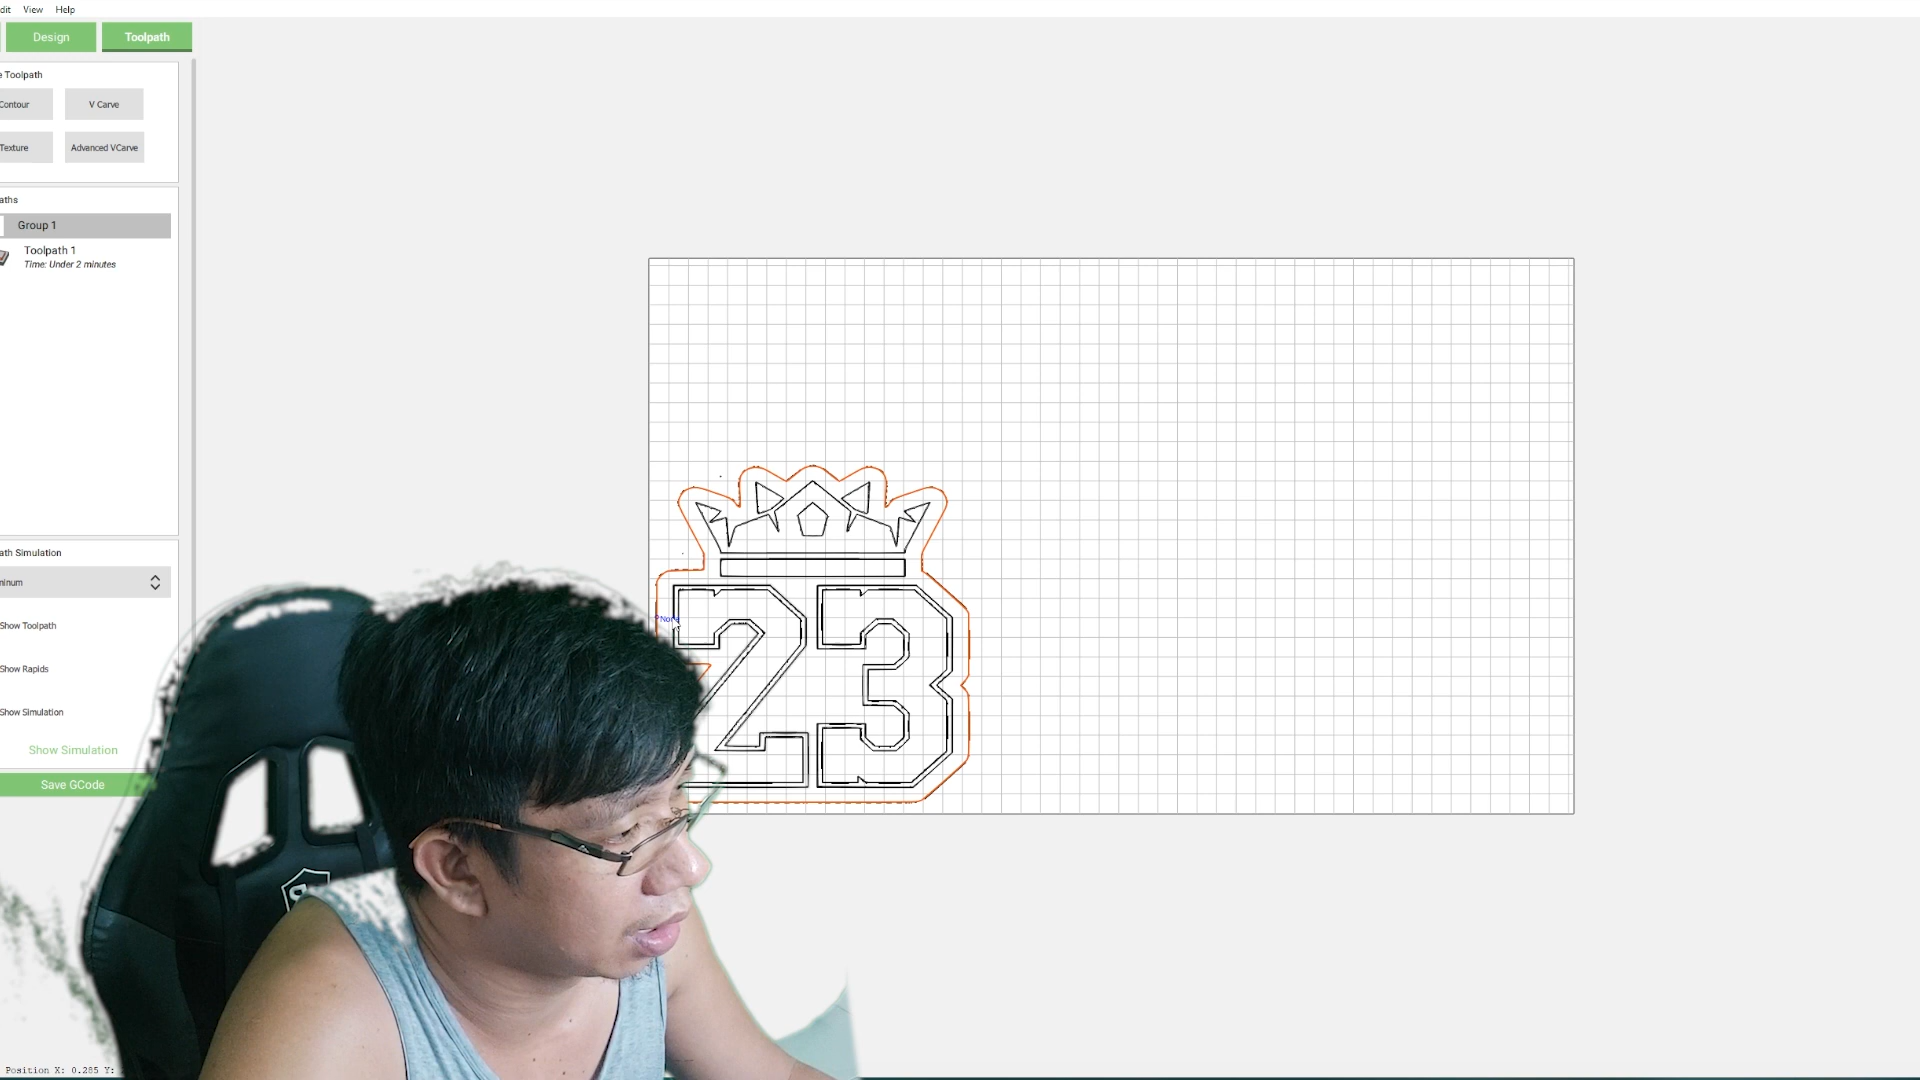 dit View Help
Design Toolpath
e Toolpath
Contour V Carve
Texture Advanced VCarve
aths
Group 1
Toolpath 1
Time: Under 2 minutes
ath Simulation
minum
Show Toolpath
Show Rapids
Show Simulation
Show Simulation
Save GCode
23
Position X: 0.285 Y: